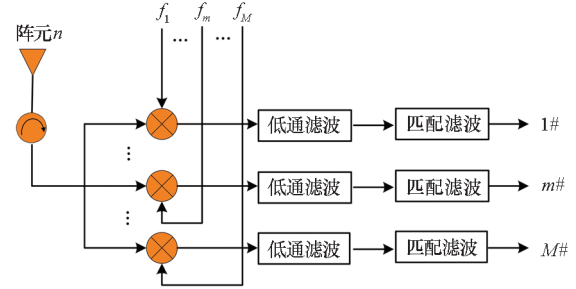 阵元n
f1 ··· fm ··· fM
低通滤波 匹配滤波 1#
低通滤波 匹配滤波 m#
低通滤波 匹配滤波 M#